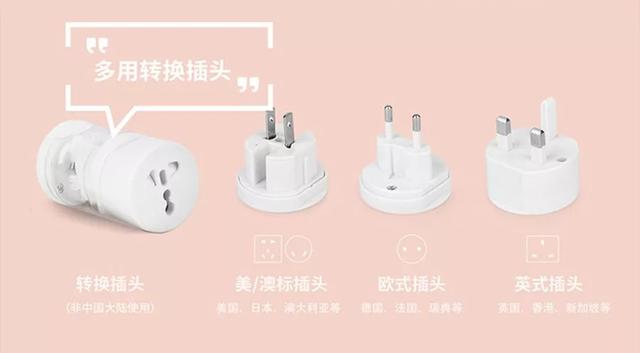 多用转换插头
转换插头
(非中国大陆使用)
美/澳标插头
美国、日本、澳大利亚等
欧式插头
德国、法国、瑞典等
英式插头
英国、香港、新加坡等